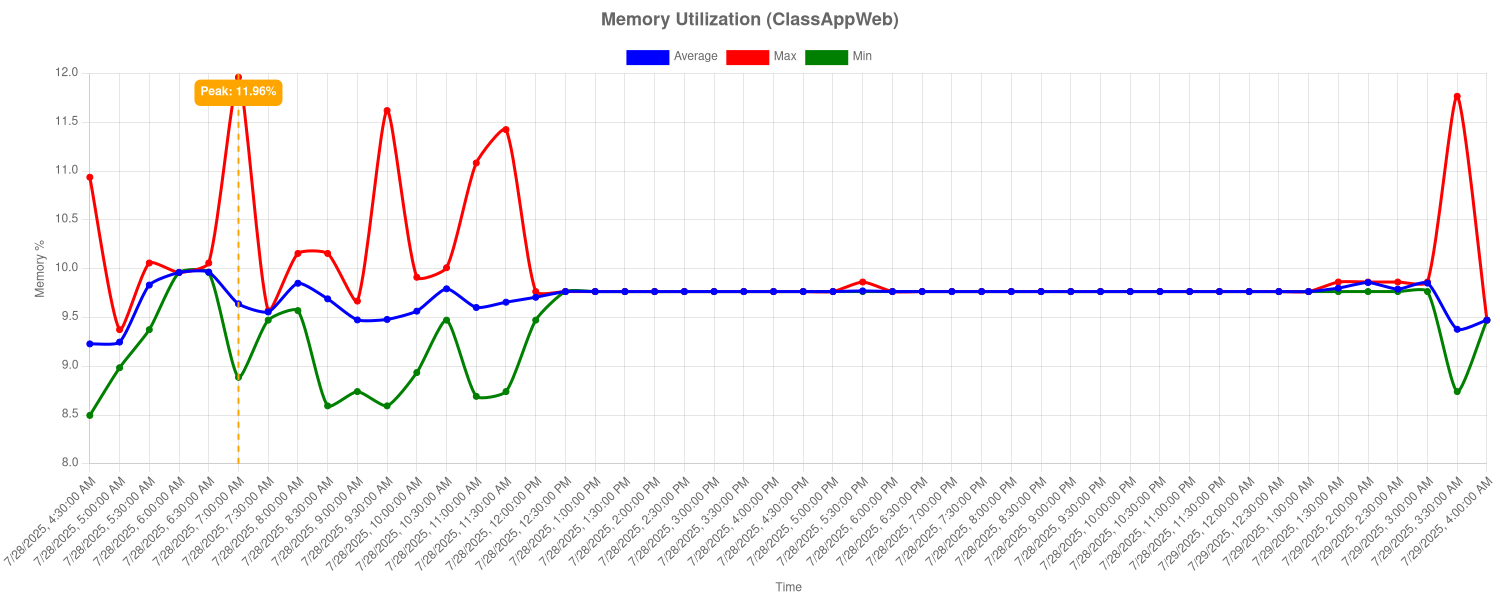 Memory Utilization (ClassAppWeb)
Average Max Min
12.0
Peak: 11.96%
11.5
11.0
10.5
10.0
9.5
9.0
8.5
8.0
Memory %
7/28/2025, 4:30:00 AM
7/28/2025, 5:00:00 AM
7/28/2025, 5:30:00 AM
7/28/2025, 6:00:00 AM
7/28/2025, 6:30:00 AM
7/28/2025, 7:00:00 AM
7/28/2025, 7:30:00 AM
7/28/2025, 8:00:00 AM
7/28/2025, 8:30:00 AM
7/28/2025, 9:00:00 AM
7/28/2025, 9:30:00 AM
7/28/2025, 10:00:00 AM
7/28/2025, 10:30:00 AM
7/28/2025, 11:00:00 AM
7/28/2025, 11:30:00 AM
7/28/2025, 12:00:00 PM
7/28/2025, 12:30:00 PM
7/28/2025, 1:00:00 PM
7/28/2025, 1:30:00 PM
7/28/2025, 2:00:00 PM
7/28/2025, 2:30:00 PM
7/28/2025, 3:00:00 PM
7/28/2025, 3:30:00 PM
7/28/2025, 4:00:00 PM
7/28/2025, 4:30:00 PM
7/28/2025, 5:00:00 PM
7/28/2025, 5:30:00 PM
7/28/2025, 6:00:00 PM
7/28/2025, 6:30:00 PM
7/28/2025, 7:00:00 PM
7/28/2025, 7:30:00 PM
7/28/2025, 8:00:00 PM
7/28/2025, 8:30:00 PM
7/28/2025, 9:00:00 PM
7/28/2025, 9:30:00 PM
7/28/2025, 10:00:00 PM
7/28/2025, 10:30:00 PM
7/28/2025, 11:00:00 PM
7/28/2025, 11:30:00 PM
7/29/2025, 12:00:00 AM
7/29/2025, 12:30:00 AM
7/29/2025, 1:00:00 AM
7/29/2025, 1:30:00 AM
7/29/2025, 2:00:00 AM
7/29/2025, 2:30:00 AM
7/29/2025, 3:00:00 AM
7/29/2025, 3:30:00 AM
7/29/2025, 4:00:00 AM
Time